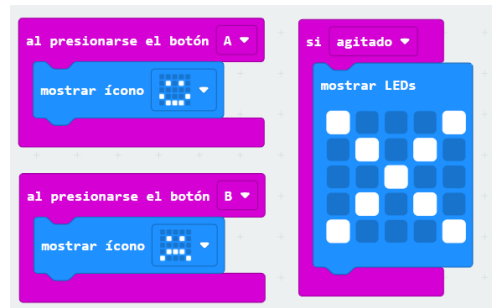 al presionarse el botón A
mostrar ícono
al presionarse el botón B
mostrar ícono
si agitado
mostrar LEDs